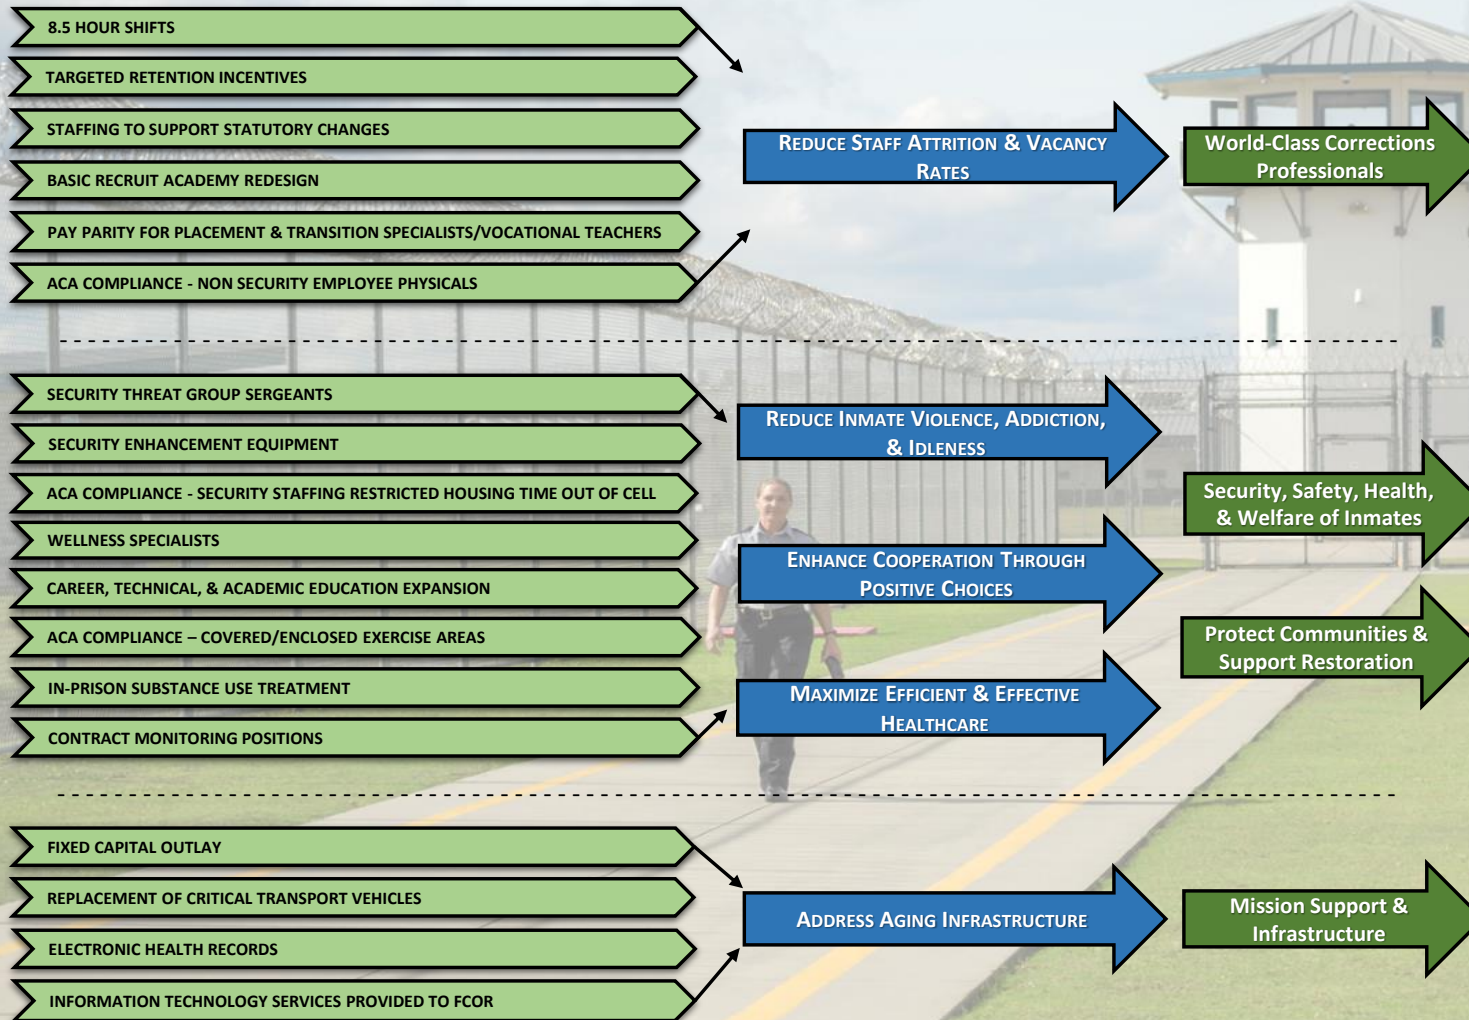 8.5 HOUR SHIFTS
TARGETED RETENTION INCENTIVES
STAFFING TO SUPPORT STATUTORY CHANGES
BASIC RECRUIT ACADEMY REDESIGN
PAY PARITY FOR PLACEMENT & TRANSITION SPECIALISTS/VOCATIONAL TEACHERS
ACA COMPLIANCE - NON SECURITY EMPLOYEE PHYSICALS
REDUCE STAFF ATTRITION & VACANCY
RATES
World-Class Corrections
Professionals
SECURITY THREAT GROUP SERGEANTS
SECURITY ENHANCEMENT EQUIPMENT
ACA COMPLIANCE - SECURITY STAFFING RESTRICTED HOUSING TIME OUT OF CELL
WELLNESS SPECIALISTS
CAREER, TECHNICAL, & ACADEMIC EDUCATION EXPANSION
ACA COMPLIANCE – COVERED/ENCLOSED EXERCISE AREAS
IN-PRISON SUBSTANCE USE TREATMENT
CONTRACT MONITORING POSITIONS
REDUCE INMATE VIOLENCE, ADDICTION,
& IDLENESS
ENHANCE COOPERATION THROUGH
POSITIVE CHOICES
MAXIMIZE EFFICIENT & EFFECTIVE
HEALTHCARE
Security, Safety, Health,
& Welfare of Inmates
Protect Communities &
Support Restoration
FIXED CAPITAL OUTLAY
REPLACEMENT OF CRITICAL TRANSPORT VEHICLES
ELECTRONIC HEALTH RECORDS
INFORMATION TECHNOLOGY SERVICES PROVIDED TO FCOR
ADDRESS AGING INFRASTRUCTURE
Mission Support &
Infrastructure